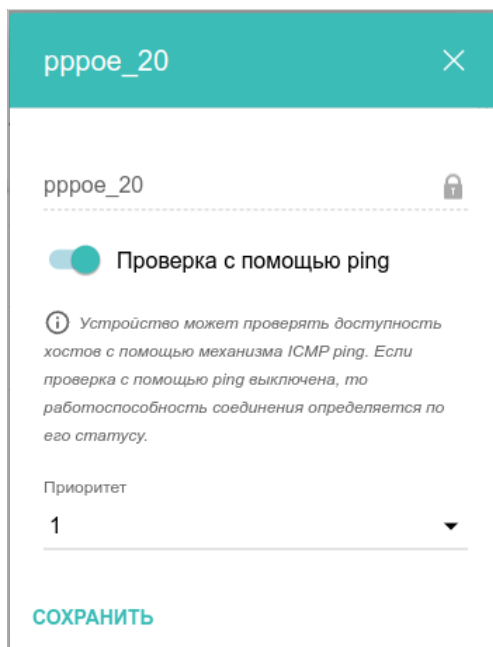 pppoe_20
pppoe_20
Проверка с помощью ping
Устройство может проверять доступность
хостов с помощью механизма ICMP ping. Если
проверка с помощью ping выключена, то
работоспособность соединения определяется по
его статусу.
Приоритет
1
СОХРАНИТЬ